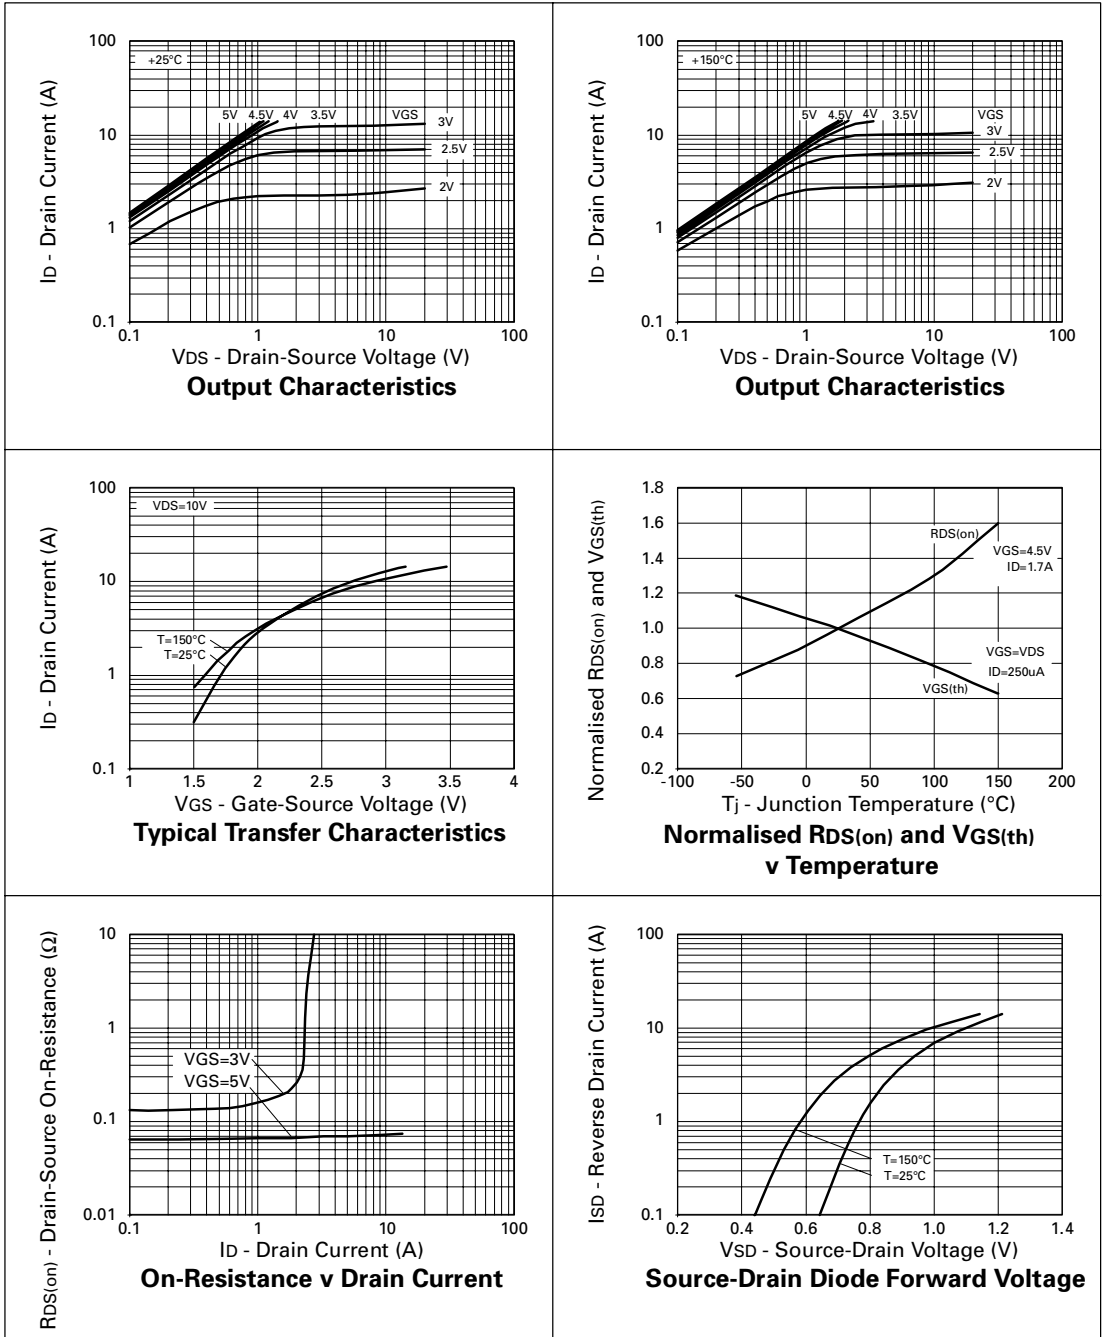 100
+25°C
10
1
0.1
5V 4.5V 4V 3.5V VGS
3V
2.5V
2V
0.1 1 10 100
ID - Drain Current (A)
VDS - Drain-Source Voltage (V)
Output Characteristics
100
+150°C
10
1
0.1
5V 4.5V 4V 3.5V VGS
3V
2.5V
2V
0.1 1 10 100
ID - Drain Current (A)
VDS - Drain-Source Voltage (V)
Output Characteristics
100
VDS=10V
10
1
0.1
T=150°C
T=25°C
1 1.5 2 2.5 3 3.5 4
ID - Drain Current (A)
VGS - Gate-Source Voltage (V)
Typical Transfer Characteristics
1.8
1.6
1.4
1.2
1.0
0.8
0.6
0.4
0.2
RDS(on)
VGS=4.5V
ID=1.7A
VGS=VDS
ID=250uA
VGS(th)
-100 -50 0 50 100 150 200
Normalised RDS(on) and VGS(th)
Tj - Junction Temperature (°C)
Normalised RDS(on) and VGS(th)
v Temperature
10
1
0.1
0.01
VGS=3V
VGS=5V
0.1 1 10 100
RDS(on) - Drain-Source On-Resistance (Ω)
ID - Drain Current (A)
On-Resistance v Drain Current
100
10
1
0.1
T=150°C
T=25°C
0.2 0.4 0.6 0.8 1.0 1.2 1.4
ISD - Reverse Drain Current (A)
VSD - Source-Drain Voltage (V)
Source-Drain Diode Forward Voltage